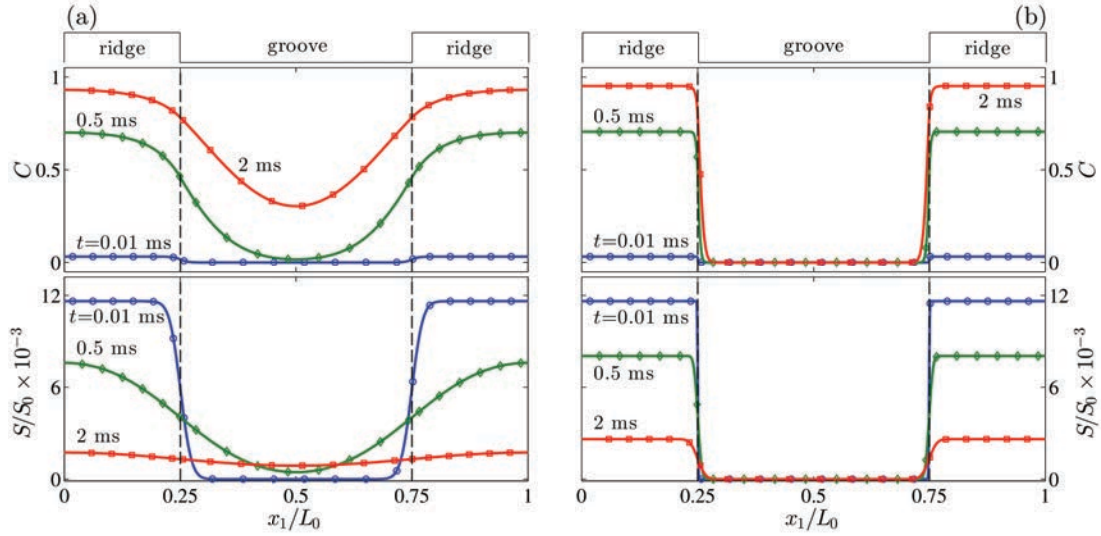 (a)
ridge groove ridge
1
0.5 ms
2 ms
C
0.5
t=0.01 ms
0
12
t=0.01 ms
0.5 ms
S/S₀ × 10⁻³
6
2 ms
0
0 0.25 0.5 0.75 1
x₁/L₀
(b)
ridge groove ridge
1
2 ms
0.5 ms
0.5
C
t=0.01 ms
0
12
t=0.01 ms
0.5 ms
6
S/S₀ × 10⁻³
2 ms
0
0 0.25 0.5 0.75 1
x₁/L₀